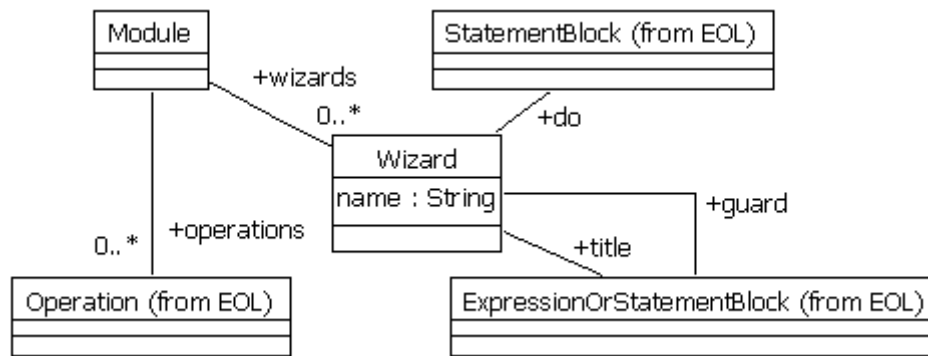 Module
StatementBlock (from EOL)
+wizards
0..*
+do
Wizard
name : String
+guard
+operations
0..*
+title
Operation (from EOL)
ExpressionOrStatementBlock (from EOL)